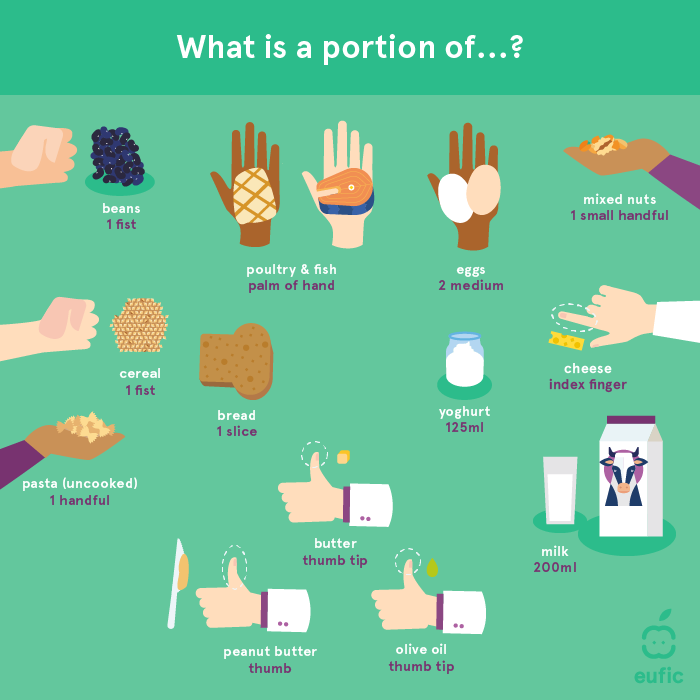 What is a portion of...?
beans
1 fist
poultry & fish
palm of hand
eggs
2 medium
mixed nuts
1 small handful
cereal
1 fist
bread
1 slice
yoghurt
125ml
cheese
index finger
pasta (uncooked)
1 handful
butter
thumb tip
milk
200ml
peanut butter
thumb
olive oil
thumb tip
eufic